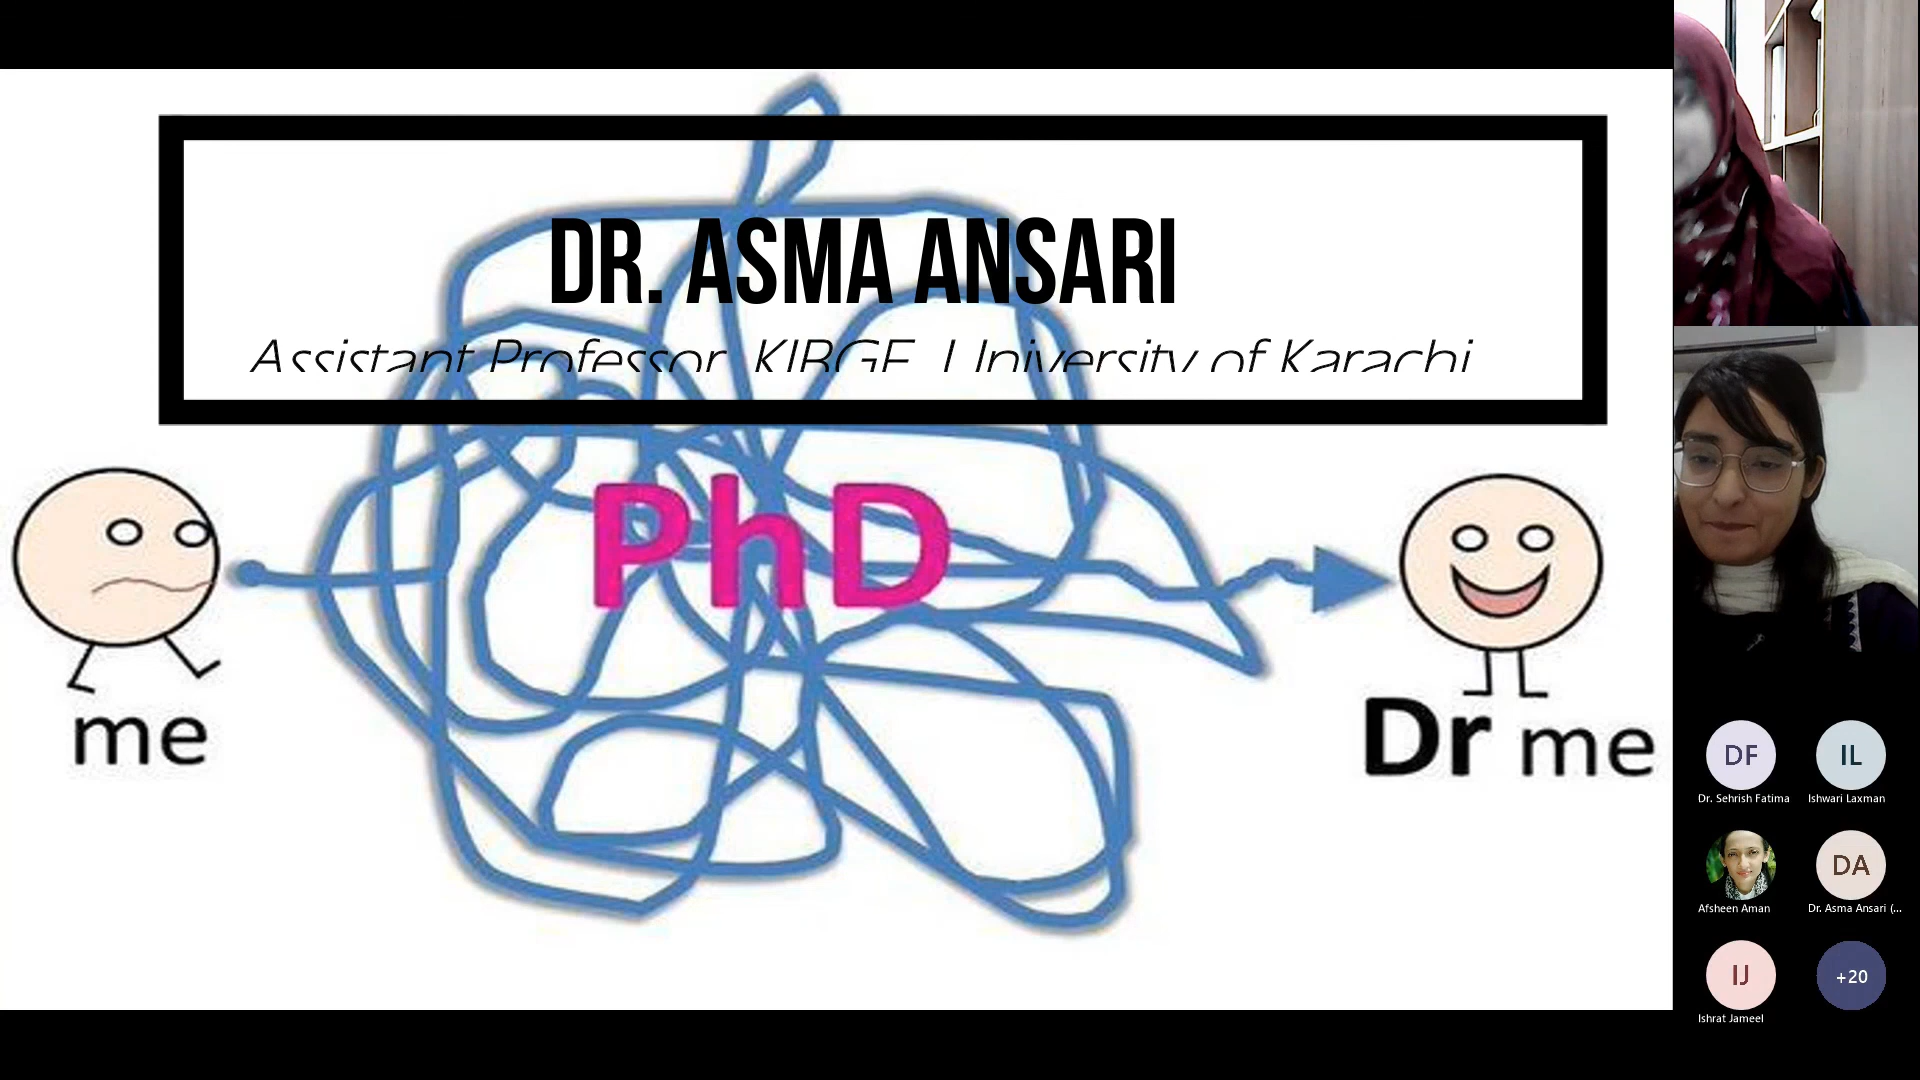 DR. ASMA ANSARI
Assistant Professor, KIBGE, University of Karachi
PhD
me
Dr me
DF
Dr. Sehrish Fatima
IL
Ishwari Laxman
Afsheen Aman
DA
Dr. Asma Ansari (...
IJ
Ishrat Jameel
+20